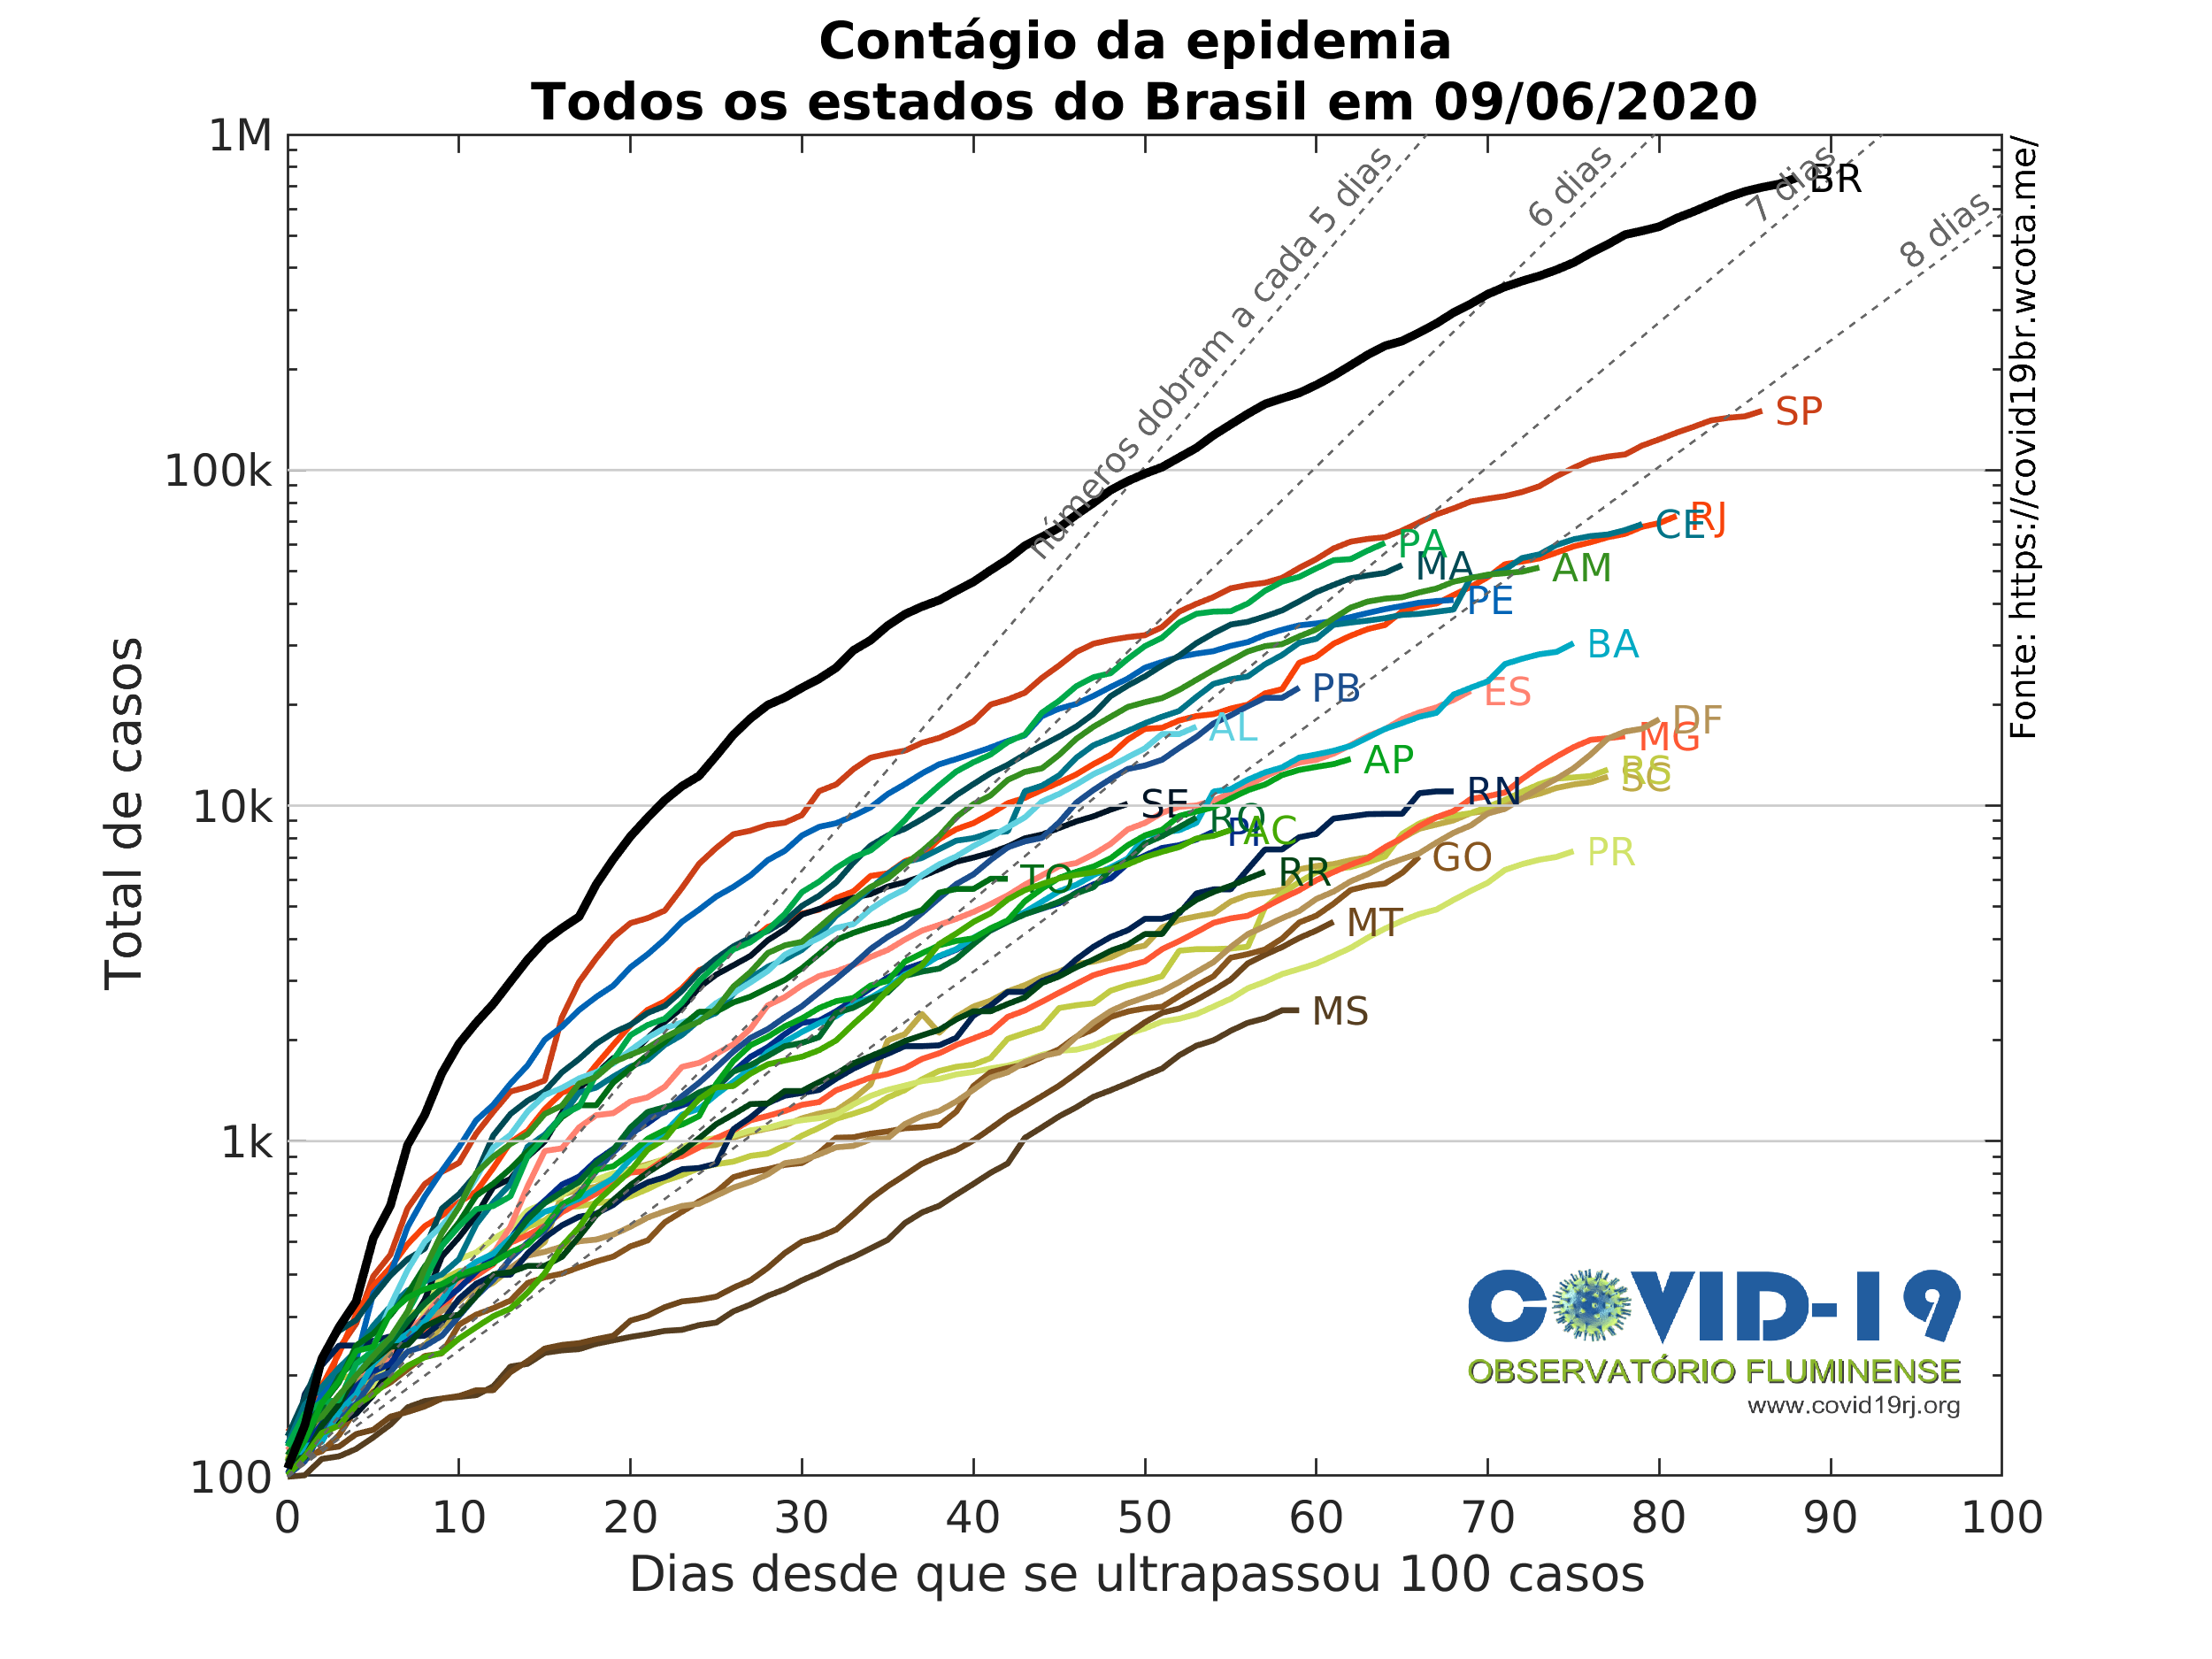 Contágio da epidemia
Todos os estados do Brasil em 09/06/2020
1M
100k
10k
1k
100
Total de casos
0 10 20 30 40 50 60 70 80 90 100
Dias desde que se ultrapassou 100 casos
números dobram a cada 5 dias
6 dias
7 dias
8 dias
BR
SP
RJ
CE
PA
MA
AM
PE
BA
PB
ES
DF
AL
MG
AP
RS
SC
RN
SE
RO
PI
AC
PR
GO
TO
RR
MT
MS
Fonte: https://covid19br.wcota.me/
COVID-19
OBSERVATÓRIO FLUMINENSE
www.covid19rj.org